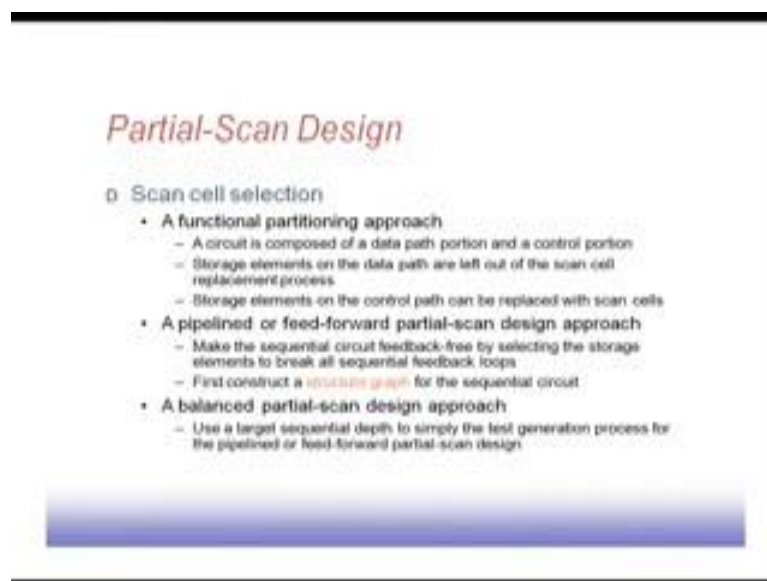 Partial-Scan Design
p Scan cell selection
• A functional partitioning approach
– A circuit is composed of a data path portion and a control portion
– Storage elements on the data path are left out of the scan cell
replacement process
– Storage elements on the control path can be replaced with scan cells
• A pipelined or feed-forward partial-scan design approach
– Make the sequential circuit feedback-free by selecting the storage
elements to break all sequential feedback loops
– First construct a structure graph for the sequential circuit
• A balanced partial-scan design approach
– Use a target sequential depth to simply the test generation process for
the pipelined or feed-forward partial-scan design